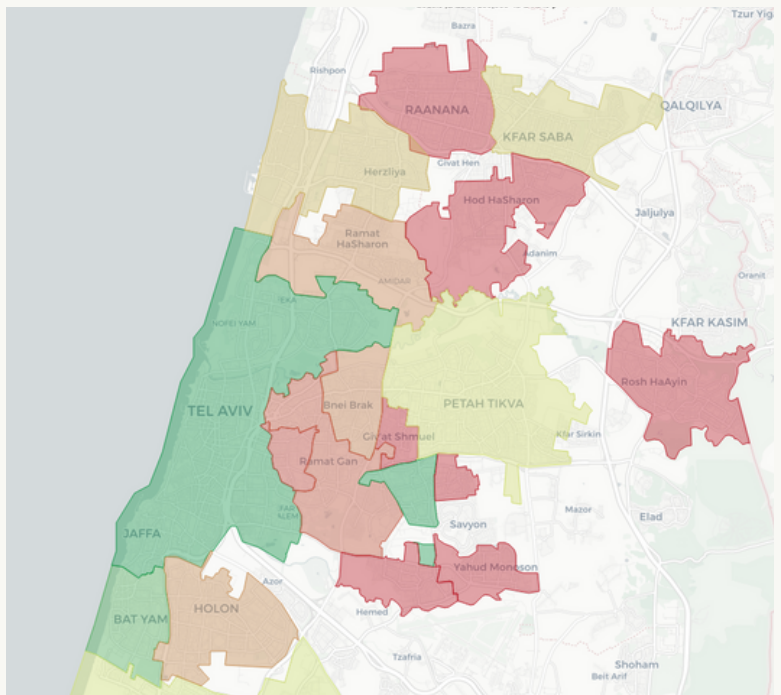 Bazra
Tzur Yig
Rishpon
RAANANA
QALQILYA
KFAR SABA
Givat Hen
Herzliya
Hod HaSharon
Jaljulya
Ramat
HaSharon
Adanim
AMIDAR
Oranit
NOFEI YAM
KFAR KASIM
Rosh HaAyin
TEL AVIV
Bnei Brak
PETAH TIKVA
Giv'at Shmuel
Kfar Sirkin
Ramat Gan
Mazor
Elad
Savyon
JAFFA
Yahud Monoson
Azor
HOLON
BAT YAM
Hemed
Tzafria
Shoham
Beit Arif